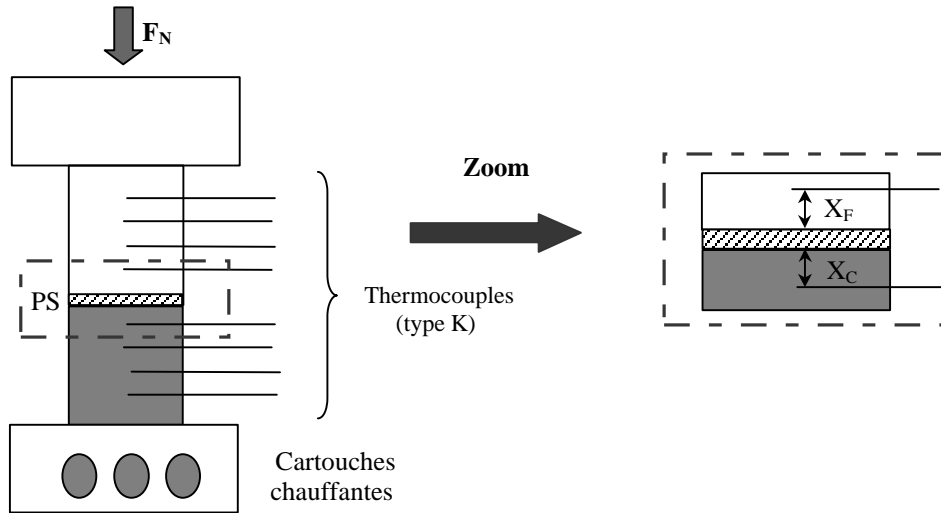 F_N
Zoom
X_F
X_C
PS
Thermocouples
(type K)
Cartouches
chauffantes